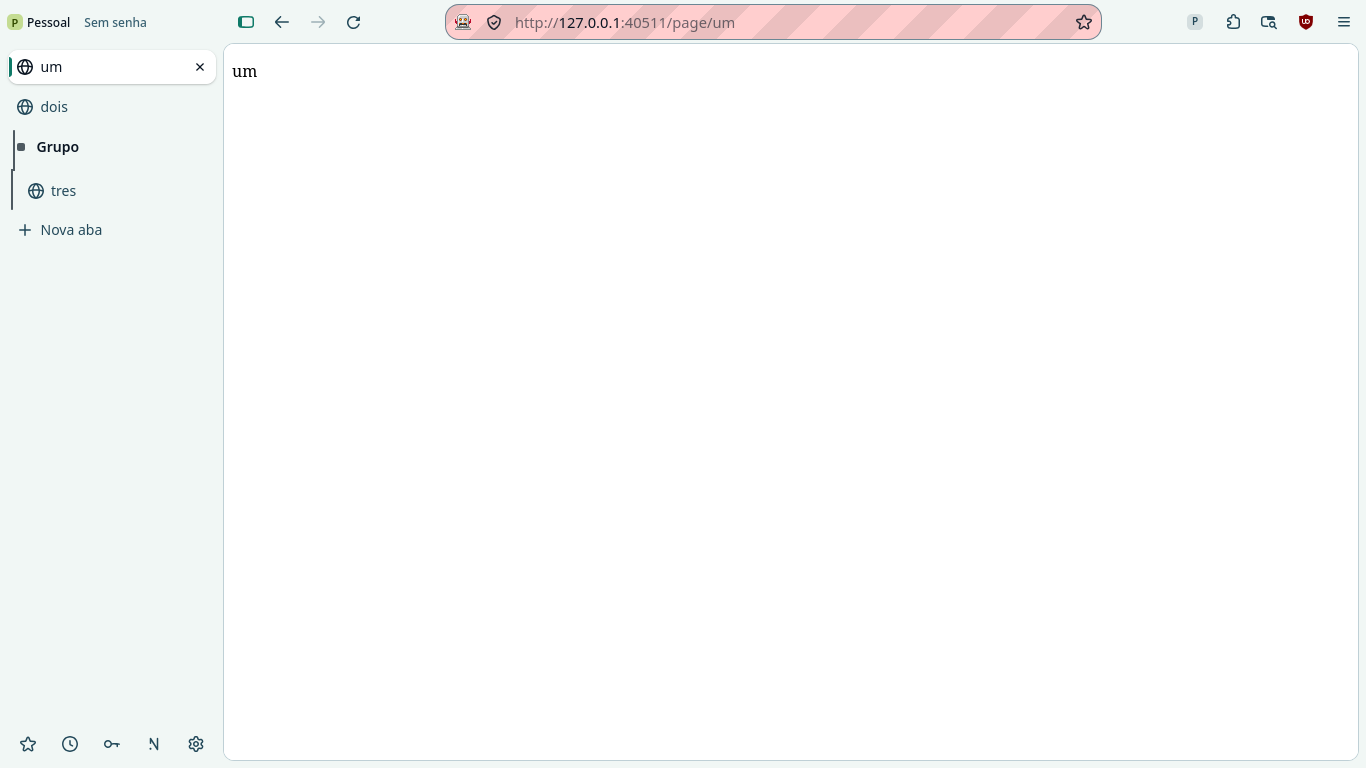 P Pessoal Sem senha
http://127.0.0.1:40511/page/um
P
um
dois
Grupo
tres
Nova aba
um